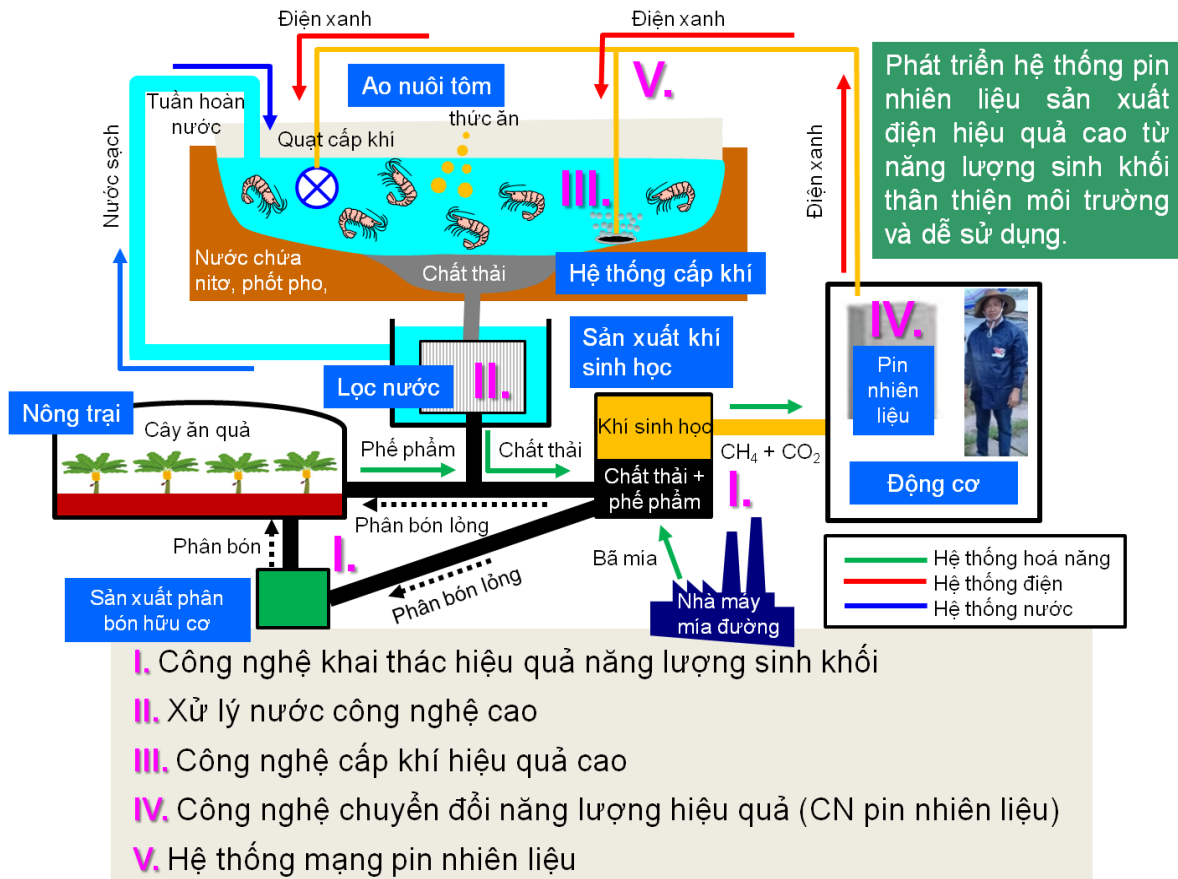 Điện xanh
Điện xanh
V.
Phát triển hệ thống pin
nhiên liệu sản xuất
điện hiệu quả cao từ
năng lượng sinh khối
thân thiện môi trường
và dễ sử dụng.
Ao nuôi tôm
Tuần hoàn
nước
thức ăn
Quạt cấp khí
Nước sạch
Điện xanh
III.
Nước chứa
nitơ, phốt pho,
Chất thải
Hệ thống cấp khí
IV.
Pin
nhiên
liệu
Động cơ
Sản xuất khí
sinh học
Lọc nước
II.
Nông trại
Cây ăn quả
Phế phẩm
Chất thải
Khí sinh học
CH₄ + CO₂
Chất thải +
phế phẩm
I.
Phân bón lỏng
Phân bón
I.
Phân bón lỏng
Bã mía
Sản xuất phân
bón hữu cơ
Nhà máy
mía đường
Hệ thống hoá năng
Hệ thống điện
Hệ thống nước
I. Công nghệ khai thác hiệu quả năng lượng sinh khối
II. Xử lý nước công nghệ cao
III. Công nghệ cấp khí hiệu quả cao
IV. Công nghệ chuyển đổi năng lượng hiệu quả (CN pin nhiên liệu)
V. Hệ thống mạng pin nhiên liệu